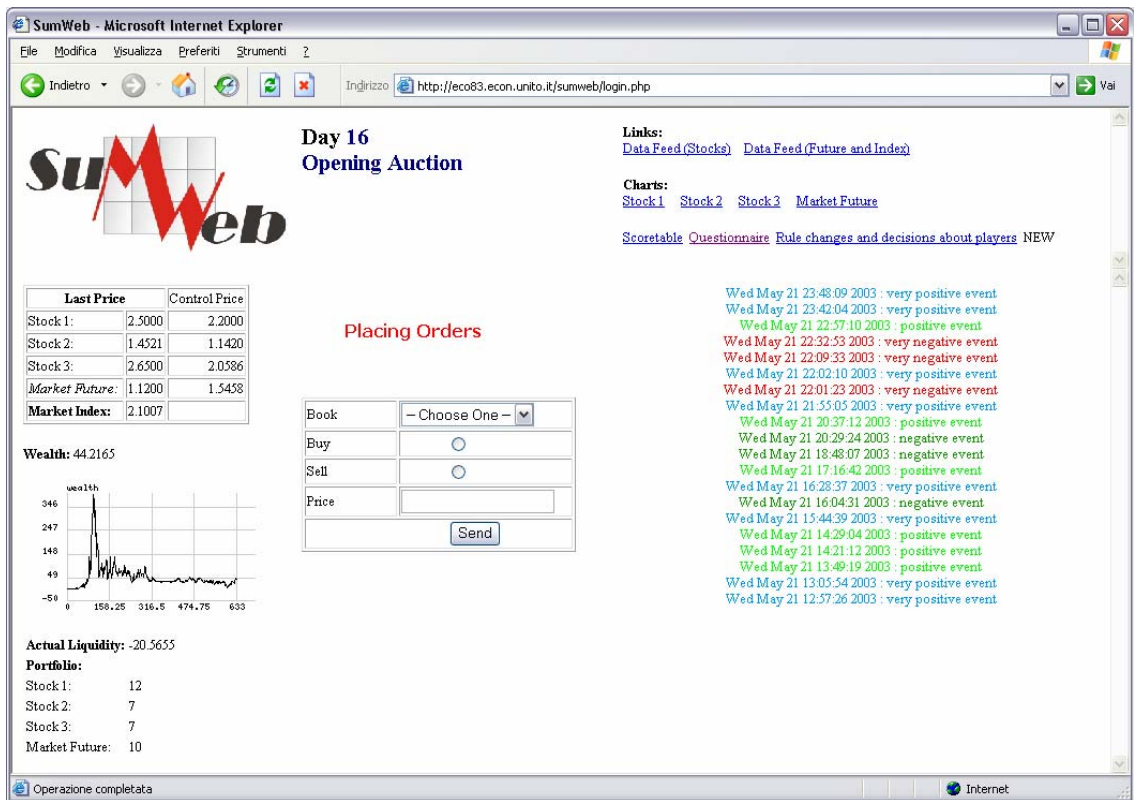 SumWeb - Microsoft Internet Explorer
File Modifica Visualizza Preferiti Strumenti ?
Indietro Indirizzo http://eco83.econ.unito.it/sumweb/login.php Vai
SuMWeb
Day 16
Opening Auction
Links:
Data Feed (Stocks) Data Feed (Future and Index)
Charts:
Stock 1 Stock 2 Stock 3 Market Future
Scoretable Questionnaire Rule changes and decisions about players NEW
Last Price Control Price
Stock 1: 2.5000 2.2000
Stock 2: 1.4521 1.1420
Stock 3: 2.6500 2.0586
Market Future: 1.1200 1.5458
Market Index: 2.1007
Wealth: 44.2165
wealth
346
247
148
49
-50
0 158.25 316.5 474.75 633
Actual Liquidity: -20.5655
Portfolio:
Stock 1: 12
Stock 2: 7
Stock 3: 7
Market Future: 10
Placing Orders
Book – Choose One –
Buy
Sell
Price
Send
Wed May 21 23:48:09 2003 : very positive event
Wed May 21 23:42:04 2003 : very positive event
Wed May 21 22:57:10 2003 : positive event
Wed May 21 22:32:53 2003 : very negative event
Wed May 21 22:09:33 2003 : very negative event
Wed May 21 22:02:10 2003 : very positive event
Wed May 21 22:01:23 2003 : very negative event
Wed May 21 21:55:05 2003 : very positive event
Wed May 21 20:37:12 2003 : positive event
Wed May 21 20:29:24 2003 : negative event
Wed May 21 18:48:07 2003 : negative event
Wed May 21 17:16:42 2003 : positive event
Wed May 21 16:28:37 2003 : very positive event
Wed May 21 16:04:31 2003 : negative event
Wed May 21 15:44:39 2003 : very positive event
Wed May 21 14:29:04 2003 : positive event
Wed May 21 14:21:12 2003 : positive event
Wed May 21 13:49:19 2003 : positive event
Wed May 21 13:05:54 2003 : very positive event
Wed May 21 12:57:26 2003 : very positive event
Operazione completata Internet